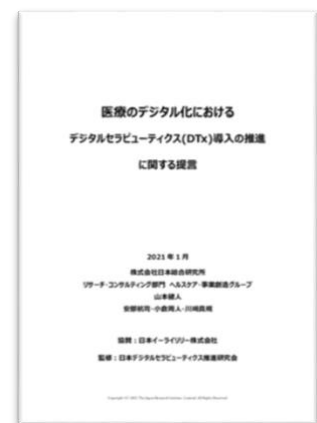 医療のデジタル化における
デジタルセラピューティクス(DTx)導入の推進
に関する提言
2021年1月
株式会社日本総合研究所
リサーチ・コンサルティング部門 ヘルスケア・事業創造グループ
山本健人
協賛：日本イーライリリー株式会社
監修：日本デジタルセラピューティクス推進研究会